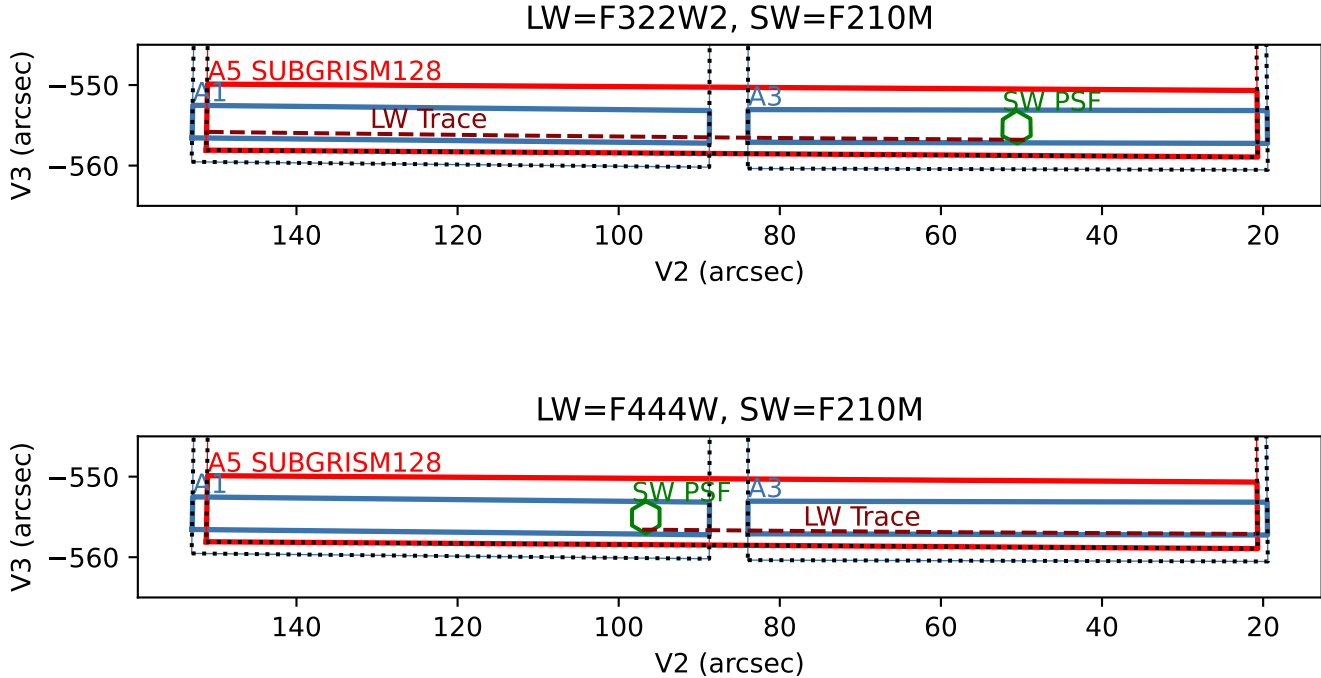 LW=F322W2, SW=F210M
A5 SUBGRISM128
A1
A3
SW PSF
LW Trace
−550
−560
V3 (arcsec)
140 120 100 80 60 40 20
V2 (arcsec)
LW=F444W, SW=F210M
A5 SUBGRISM128
A1
SW PSF
A3
LW Trace
−550
−560
V3 (arcsec)
140 120 100 80 60 40 20
V2 (arcsec)